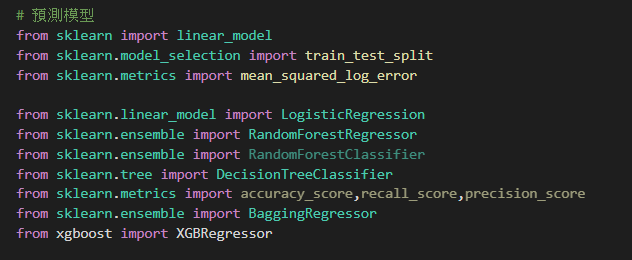 # 預測模型
from sklearn import linear_model
from sklearn.model_selection import train_test_split
from sklearn.metrics import mean_squared_log_error
from sklearn.linear_model import LogisticRegression
from sklearn.ensemble import RandomForestRegressor
from sklearn.ensemble import RandomForestClassifier
from sklearn.tree import DecisionTreeClassifier
from sklearn.metrics import accuracy_score,recall_score,precision_score
from sklearn.ensemble import BaggingRegressor
from xgboost import XGBRegressor